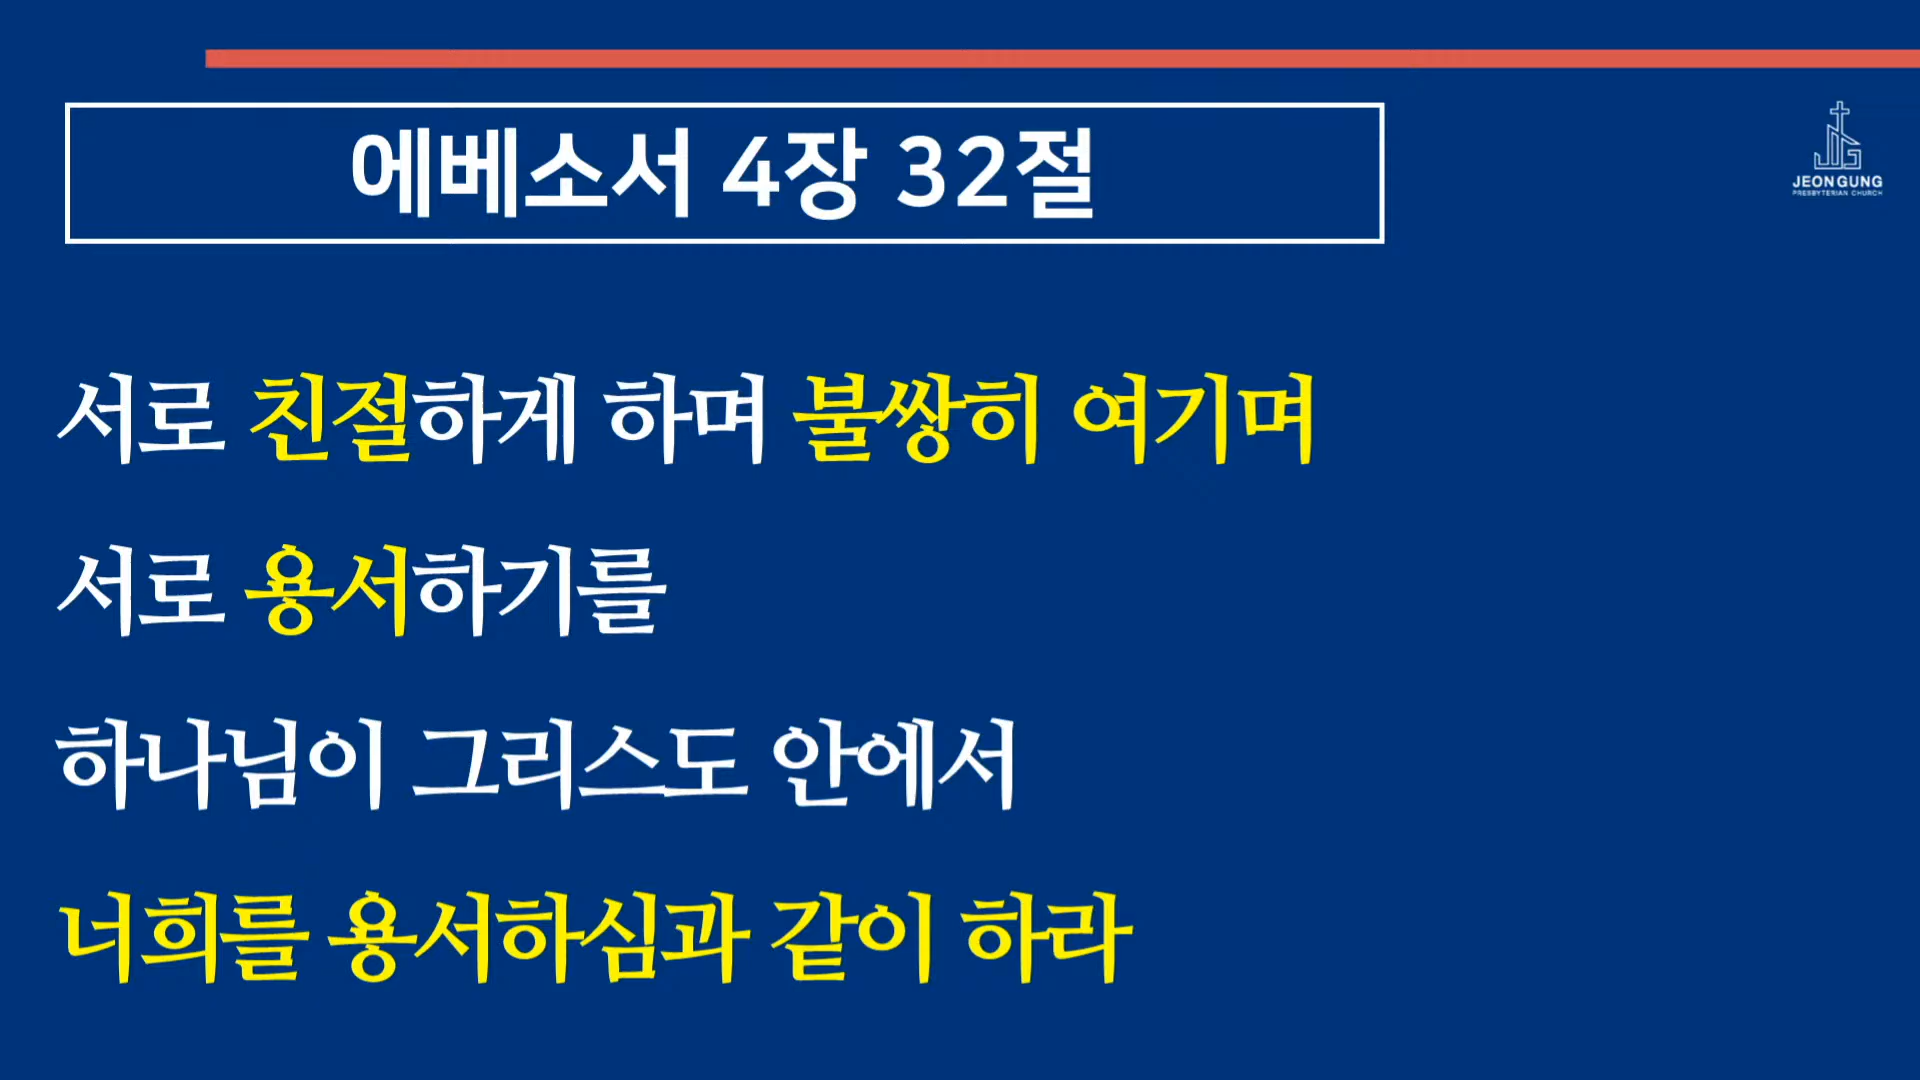 에베소서 4장 32절
JEONGUNG
PRESBYTERIAN CHURCH
서로 친절하게 하며 불쌍히 여기며
서로 용서하기를
하나님이 그리스도 안에서
너희를 용서하심과 같이 하라